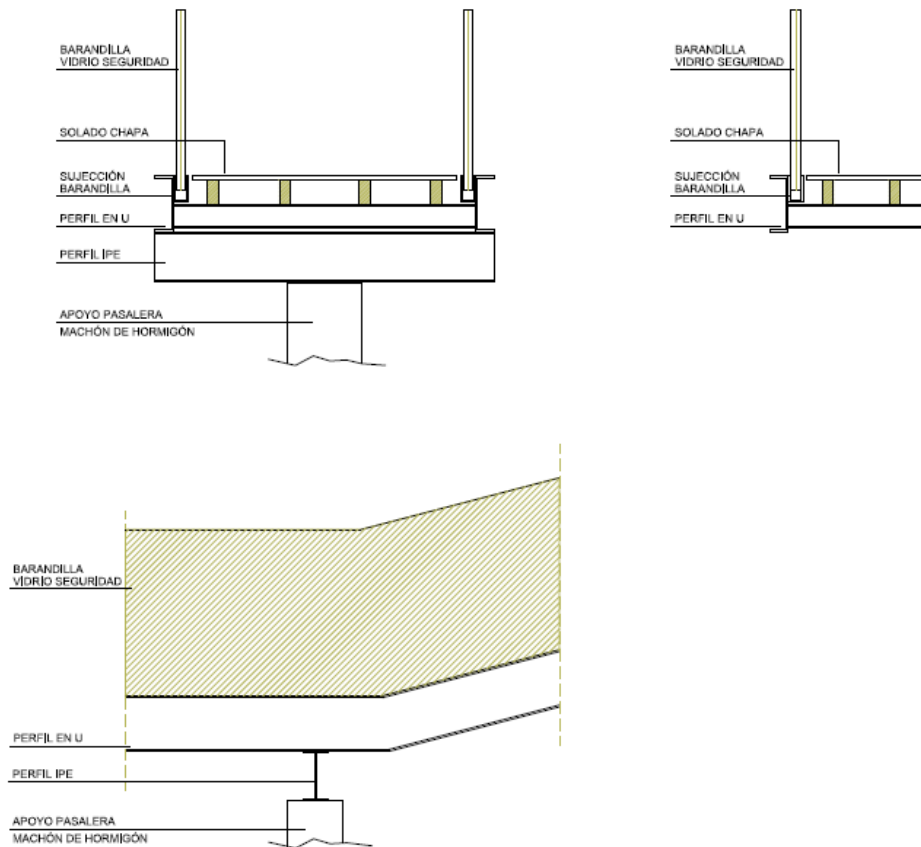 BARANDILLA
VIDRIO SEGURIDAD
SOLADO CHAPA
SUJECCIÓN
BARANDILLA
PERFIL EN U
PERFIL IPE
APOYO PASALERA
MACHÓN DE HORMIGÓN
BARANDILLA
VIDRIO SEGURIDAD
SOLADO CHAPA
SUJECCIÓN
BARANDILLA
PERFIL EN U
BARANDILLA
VIDRIO SEGURIDAD
PERFIL EN U
PERFIL IPE
APOYO PASALERA
MACHÓN DE HORMIGÓN